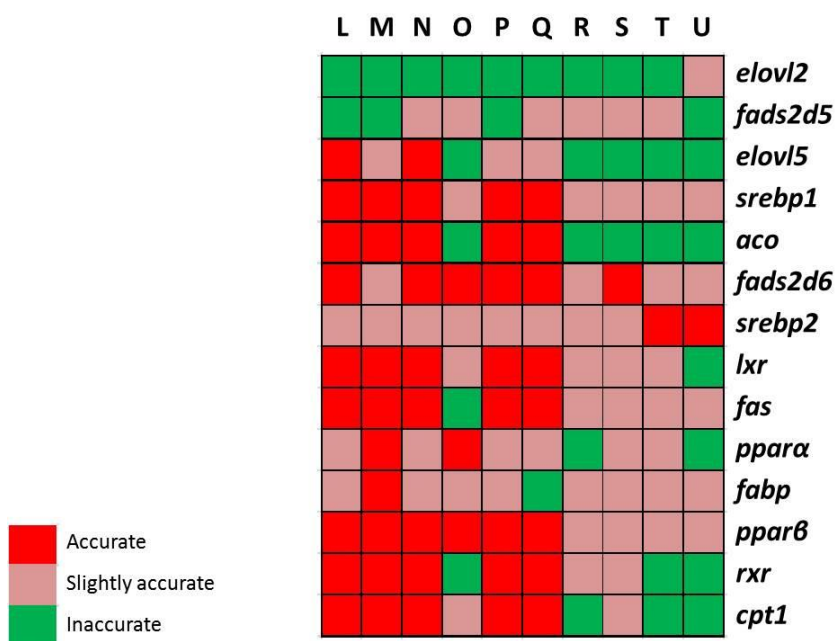 L M N O P Q R S T U
elovl2
fads2d5
elovl5
srebp1
aco
fads2d6
srebp2
lxr
fas
pparα
fabp
pparβ
rxr
cpt1
Accurate
Slightly accurate
Inaccurate